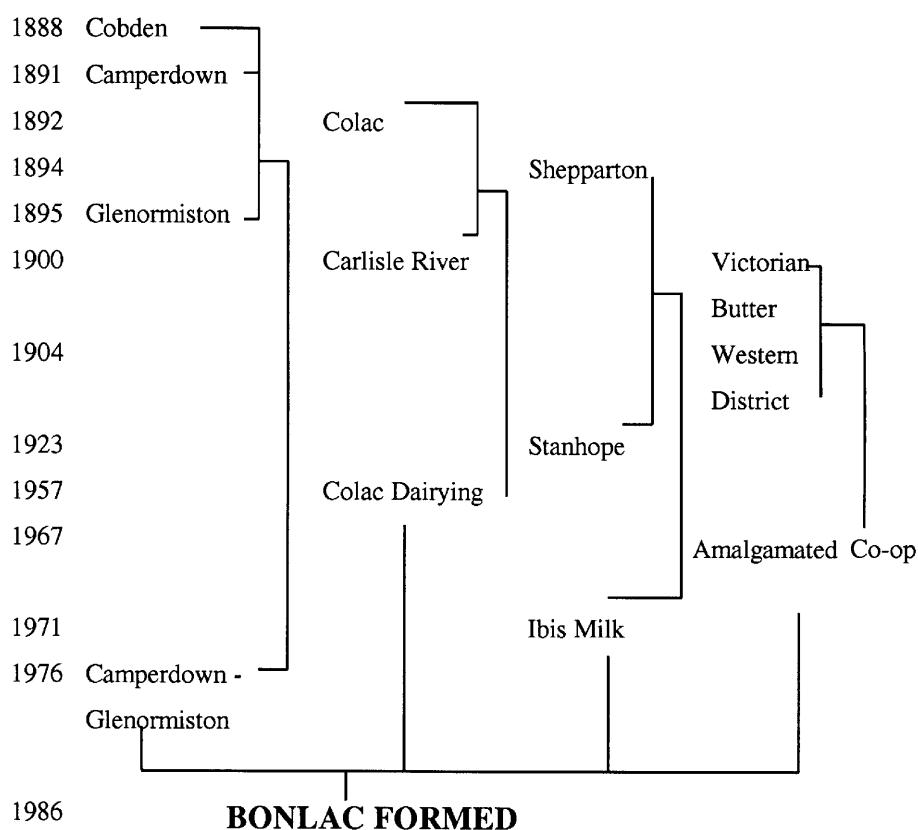 1888 Cobden
1891 Camperdown
1892 Colac
1894 Shepparton
1895 Glenormiston
1900 Carlisle River Victorian
Butter
1904 Western
District
1923 Stanhope
1957 Colac Dairying
1967 Amalgamated Co-op
1971 Ibis Milk
1976 Camperdown -
Glenormiston
1986 BONLAC FORMED